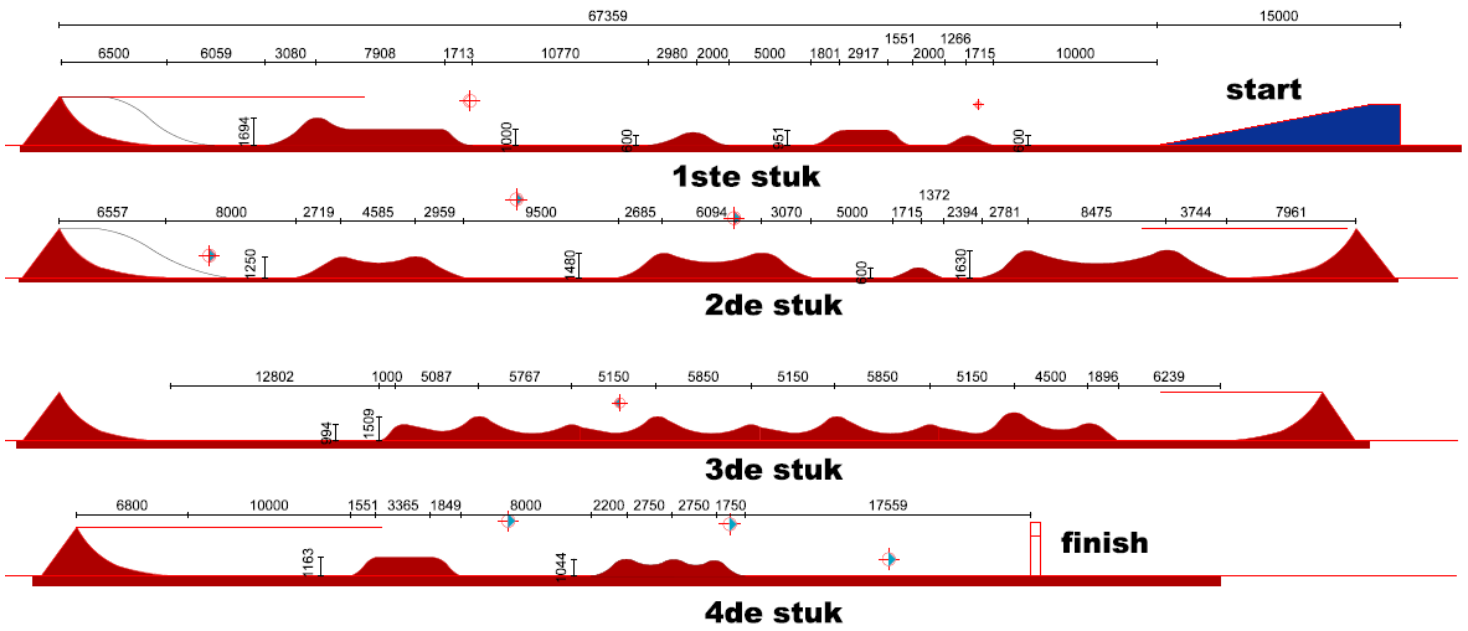 67359 15000
1551 1266
6500 6059 3080 7908 1713 10770 2980 2000 5000 1801 2917 2000 1715 10000
start
1694 1000 600 951 600
1ste stuk
1372
6557 8000 2719 4585 2959 9500 2685 6094 3070 5000 1715 2394 2781 8475 3744 7961
1250 1480 600 1630
2de stuk
12802 1000 5087 5767 5150 5850 5150 5850 5150 4500 1896 6239
994 1509
3de stuk
6800 10000 1551 3365 1849 8000 2200 2750 2750 1750 17559
finish
1163 1044
4de stuk